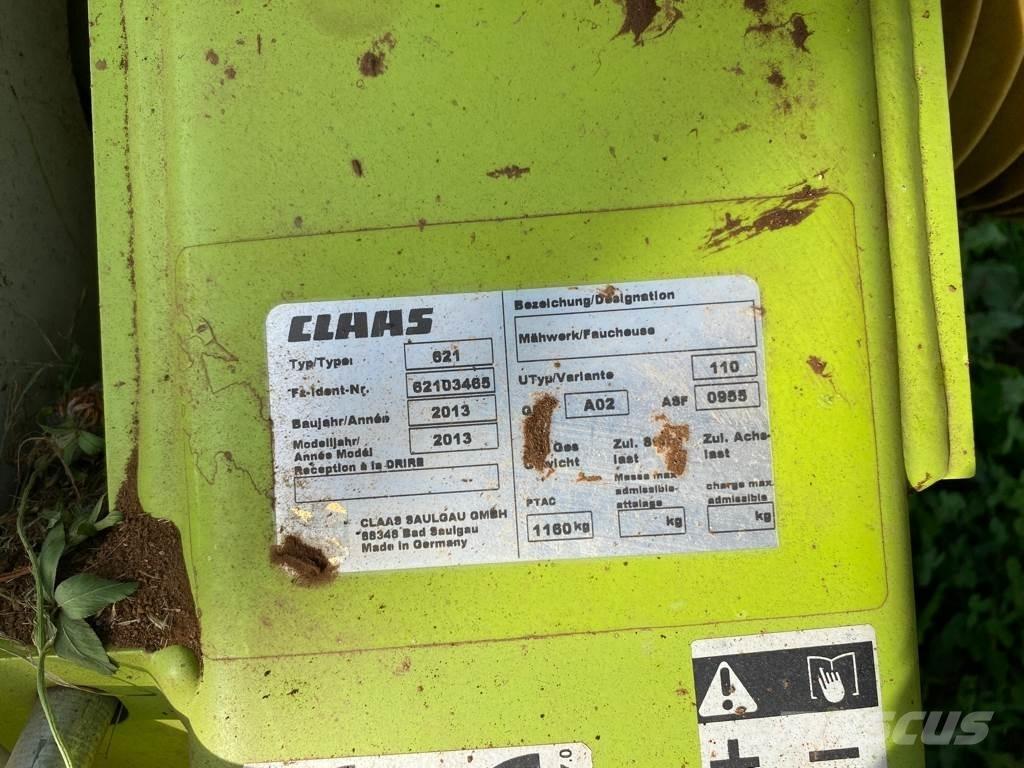 CLAAS
Typ/Type: 621
Fz-Ident-Nr. 62103465
Baujahr/Année 2013
Modelljahr/
Année Model 2013
Reception à la DRIRE
CLAAS SAULGAU GMBH
88348 Bad Saulgau
Made in Germany
Bezeichung/Designation
Mähwerk/Faucheuse
UTyp/Variante 110
A02 ASF 0955
Ges
Zul.
last
Zul. Achs-
last
Masse max
admissible-
attelage
charge max
admissible
PTAC
1160 kg
kg
kg